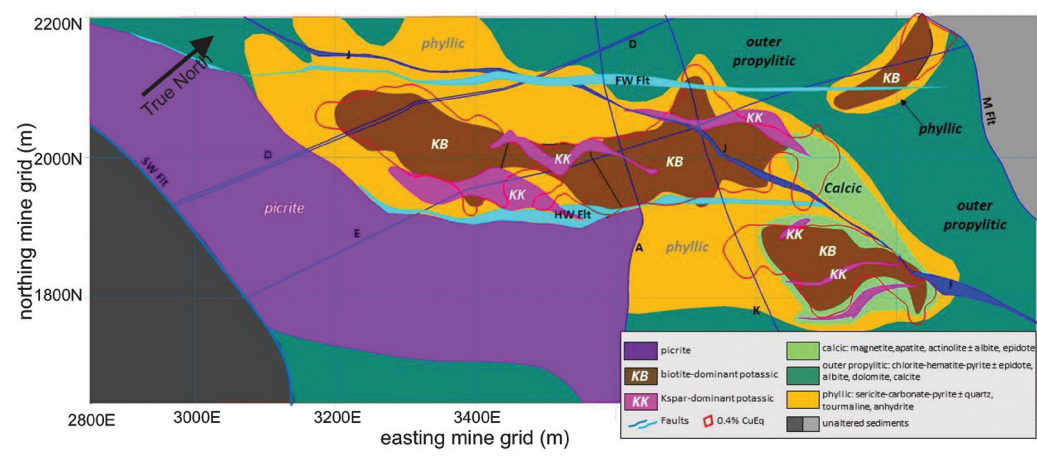 2200N
2000N
1800N
northing mine grid (m)
2800E
3000E
3200E
3400E
easting mine grid (m)
True North
J
D
phyllic
outer
propylitic
FW Flt
KB
phyllic
M Flt
KK
KB
KK
KB
J
D
SW Flt
picrite
KK
HW Flt
Calcic
outer
propylitic
E
A
phyllic
KK
KB
KK
J
K
picrite
KB biotite-dominant potassic
KK Kspar-dominant potassic
Faults 0.4% CuEq
calcic: magnetite,apatite, actinolite ± albite, epidote
outer propylitic: chlorite-hematite-pyrite ± epidote,
albite, dolomite, calcite
phyllic: sericite-carbonate-pyrite ± quartz,
tourmaline, anhydrite
unaltered sediments